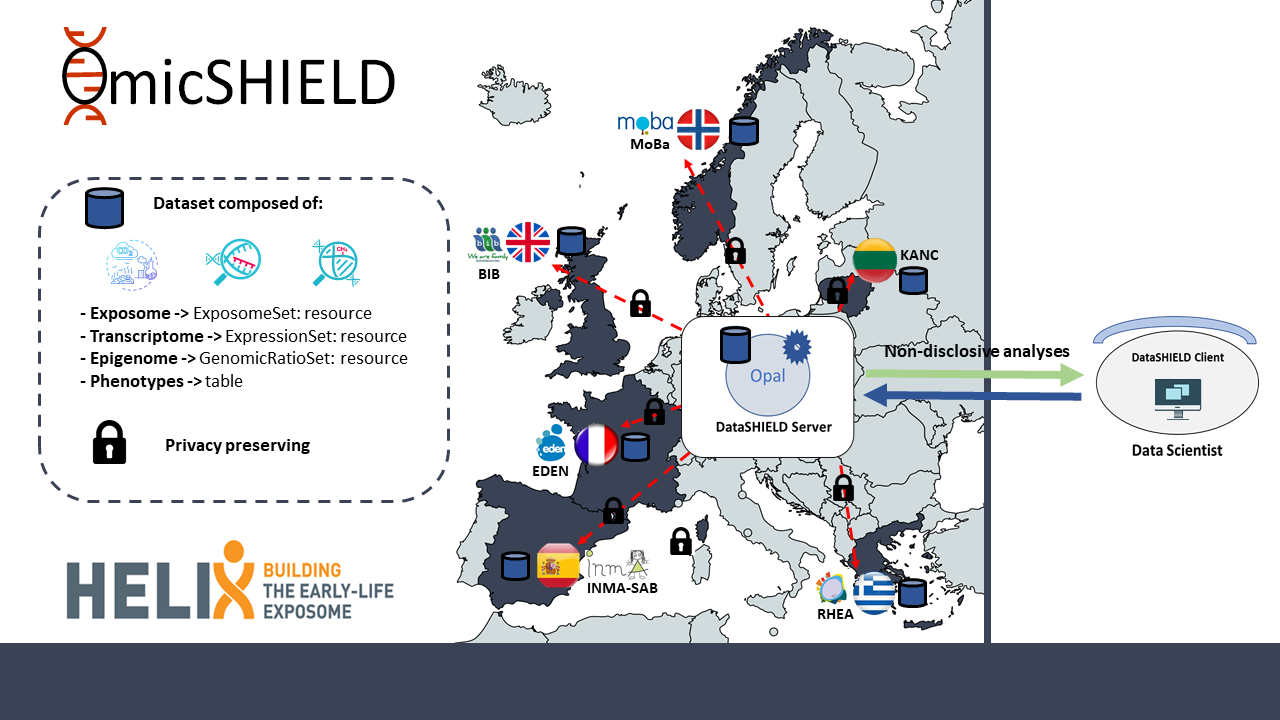 OmicSHIELD
Dataset composed of:
CH3
- Exposome -> ExposomeSet: resource
- Transcriptome -> ExpressionSet: resource
- Epigenome -> GenomicRatioSet: resource
- Phenotypes -> table
Privacy preserving
HELIX BUILDING
THE EARLY-LIFE
EXPOSOME
moba
MoBa
bib
We are family
BIB
KANC
Opal
DataSHIELD Server
eden
EDEN
inma
INMA-SAB
RHEA
Non-disclosive analyses
DataSHIELD Client
Data Scientist